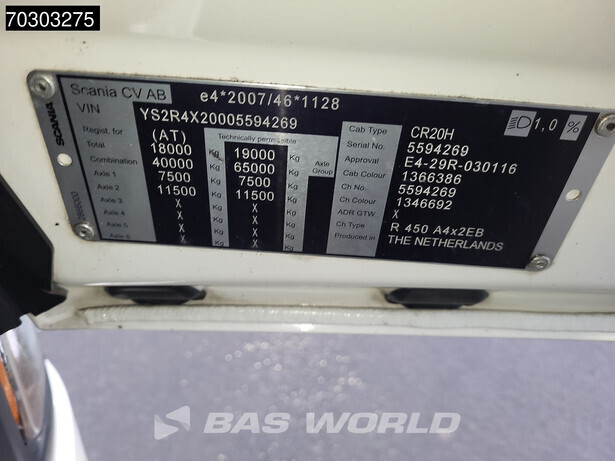 70303275
SCANIA
Scania CV AB
e4*2007/46*1128
VIN
YS2R4X20005594269
Regist. for (AT) Technically permissible
Total 18000 Kg 19000 Kg
Combination 40000 Kg 65000 Kg Axle Group
Axle 1 7500 Kg 7500 Kg
Axle 2 11500 Kg 11500 Kg
Axle 3 X Kg X Kg
Axle 4 X Kg X Kg
Axle 5 X Kg X Kg
Axle 6 X Kg X Kg
Cab Type CR20H
Serial No. 5594269
Approval E4-29R-030116
Cab Colour 1366386
Ch No. 5594269
Ch Colour 1346692
ADR GTW X
Ch Type R 450 A4x2EB
Produced in THE NETHERLANDS
1,0 %
BAS WORLD